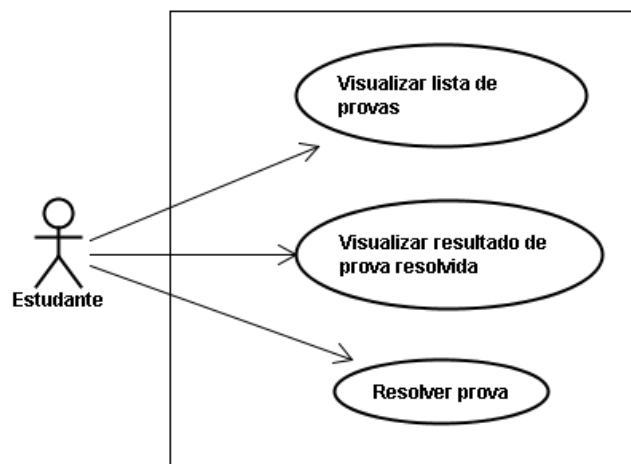 Visualizar lista de
provas
Visualizar resultado de
prova resolvida
Estudante
Resolver prova